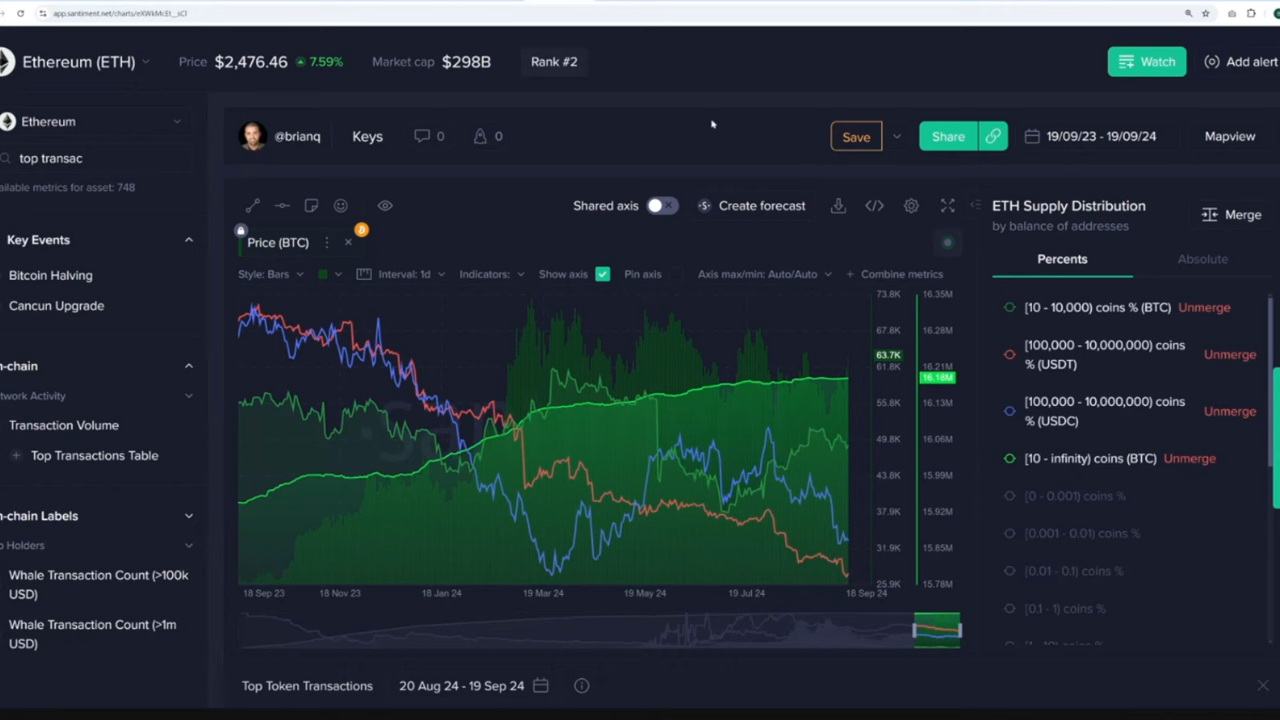 app.santiment.net/charts/eXWkMcEt__sCl
Ethereum (ETH)
Price $2,476.46 7.59%
Market cap $298B
Rank #2
Watch
Add alert
Ethereum
top transac
ailable metrics for asset: 748
Key Events
Bitcoin Halving
Cancun Upgrade
n-chain
twork Activity
Transaction Volume
+ Top Transactions Table
n-chain Labels
p Holders
Whale Transaction Count (>100k
USD)
Whale Transaction Count (>1m
USD)
@brianq
Keys
0
0
Save
Share
19/09/23 - 19/09/24
Mapview
Shared axis
Create forecast
Price (BTC)
Style: Bars
Interval: 1d
Indicators:
Show axis
Pin axis
Axis max/min: Auto/Auto
+ Combine metrics
73.8K
67.8K
63.7K
61.8K
55.8K
49.8K
43.8K
37.9K
31.9K
25.9K
16.35M
16.28M
16.21M
16.18M
16.13M
16.06M
15.99M
15.92M
15.85M
15.78M
18 Sep 23
18 Nov 23
18 Jan 24
19 Mar 24
19 May 24
19 Jul 24
18 Sep 24
ETH Supply Distribution
by balance of addresses
Merge
Percents
Absolute
[10 - 10,000) coins % (BTC) Unmerge
[100,000 - 10,000,000) coins
% (USDT)
Unmerge
[100,000 - 10,000,000) coins
% (USDC)
Unmerge
[10 - infinity) coins (BTC) Unmerge
[0 - 0.001) coins %
[0.001 - 0.01) coins %
[0.01 - 0.1) coins %
[0.1 - 1) coins %
Top Token Transactions
20 Aug 24 - 19 Sep 24